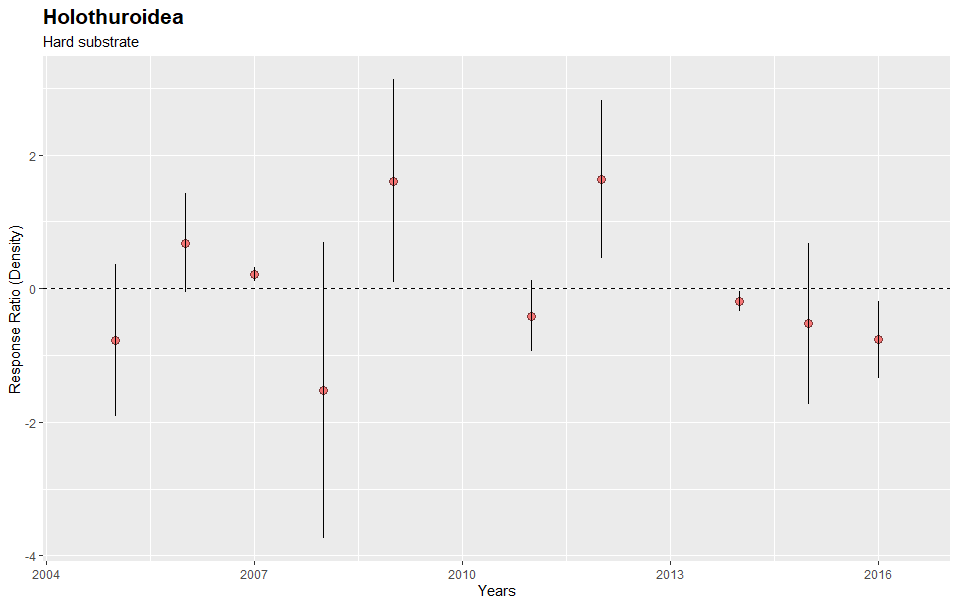 Holothuroidea
Hard substrate
Response Ratio (Density)
2
0
-2
-4
2004 2007 2010 2013 2016
Years